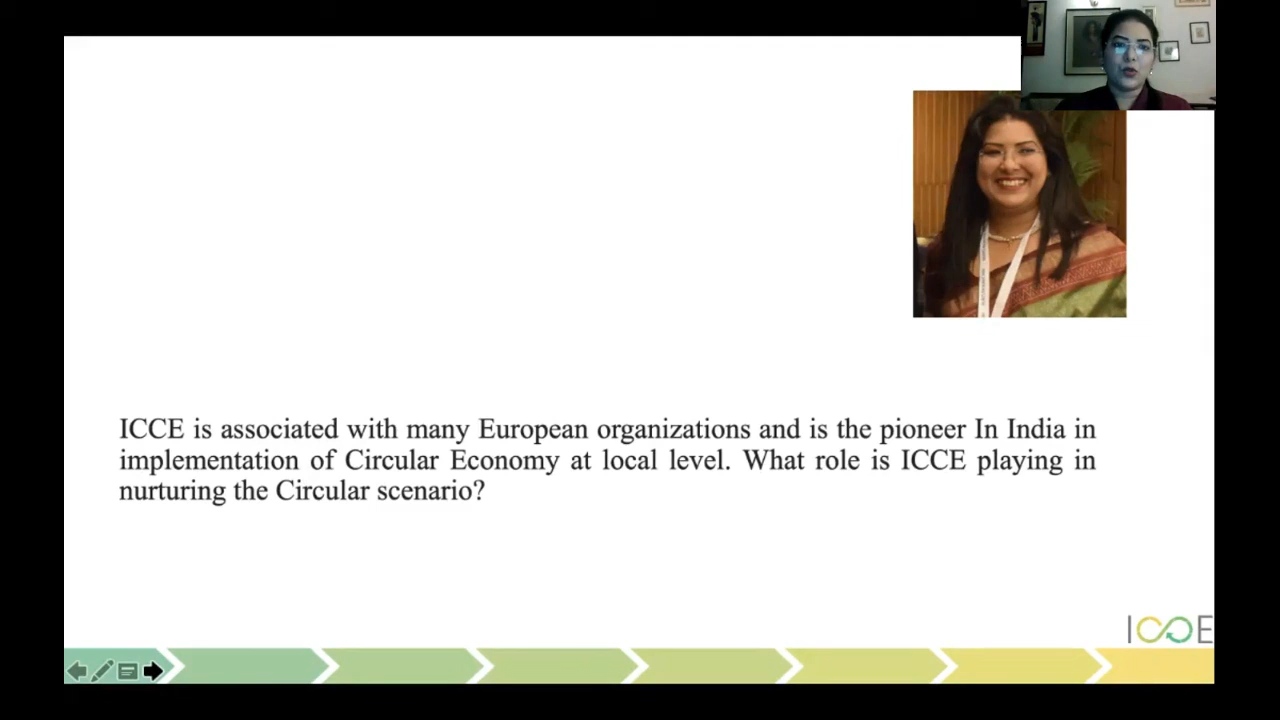 ICCE is associated with many European organizations and is the pioneer In India in
implementation of Circular Economy at local level. What role is ICCE playing in
nurturing the Circular scenario?
ICCE